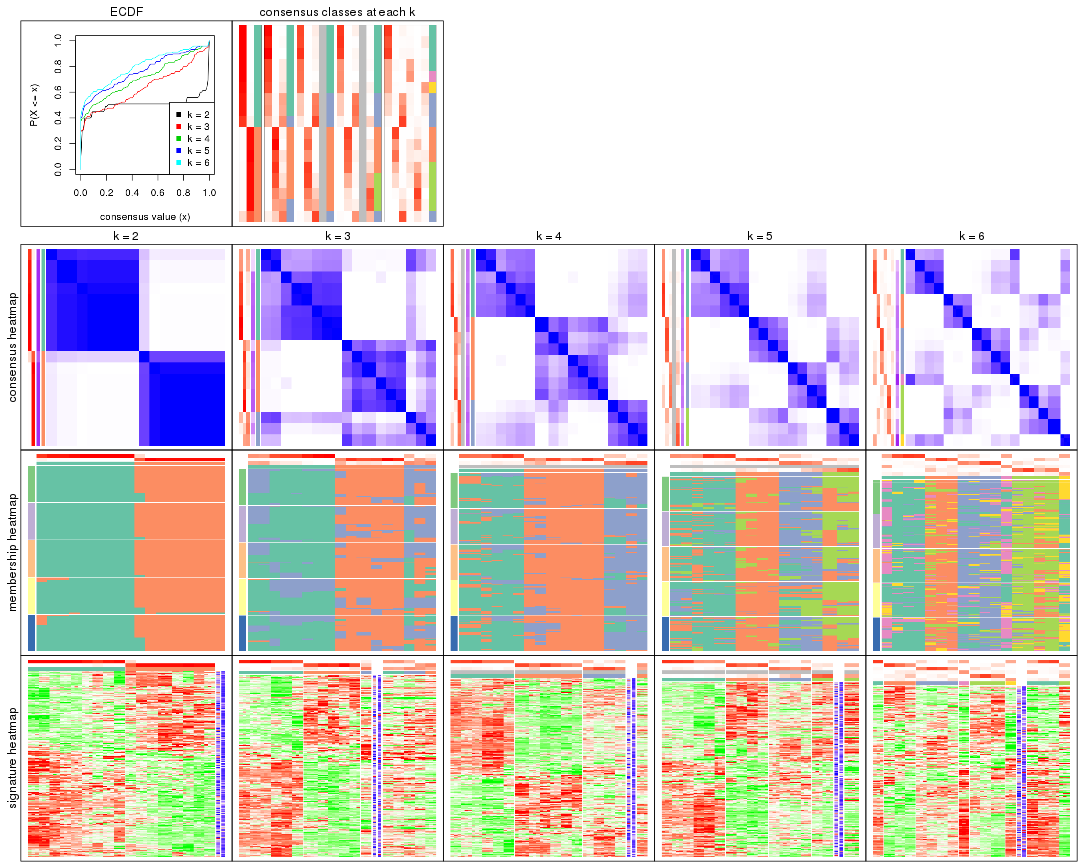 ECDF
consensus classes at each k
P(X <= x)
0.0
0.2
0.4
0.6
0.8
1.0
k = 2
k = 3
k = 4
k = 5
k = 6
0.0 0.2 0.4 0.6 0.8 1.0
consensus value (x)
k = 2
k = 3
k = 4
k = 5
k = 6
consensus heatmap
membership heatmap
signature heatmap